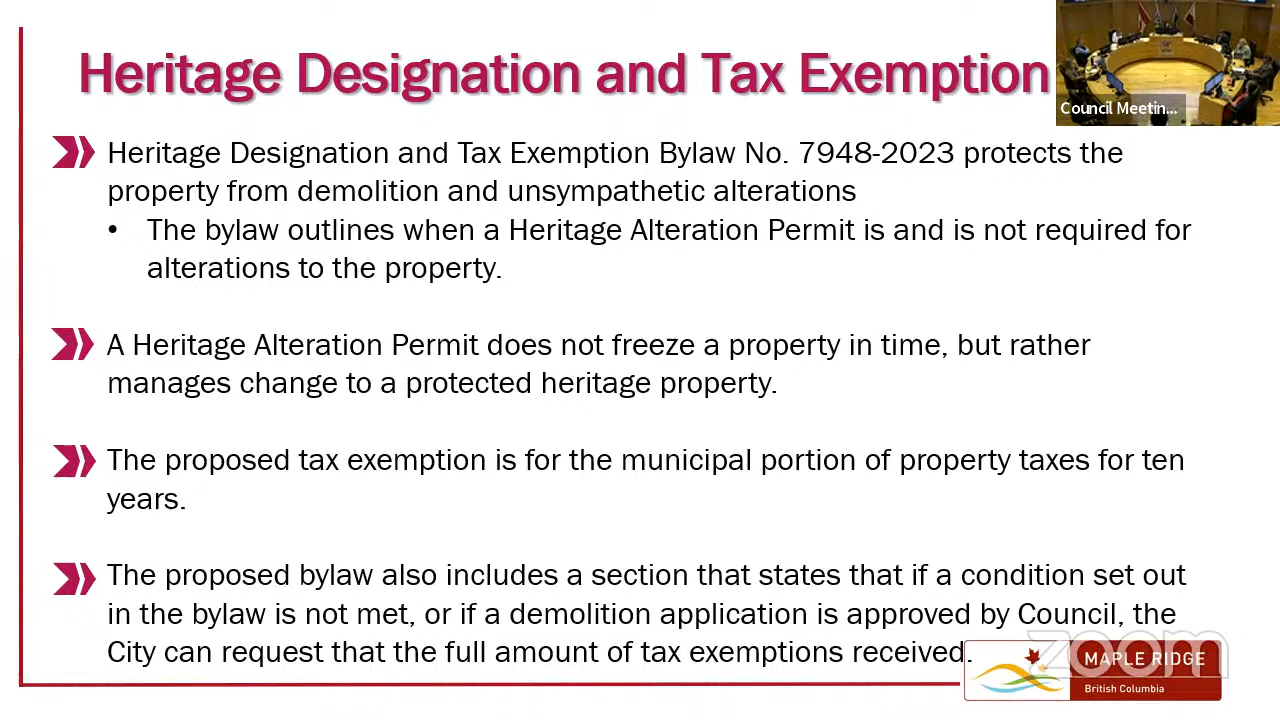 Heritage Designation and Tax Exemption
Council Meetin...
Heritage Designation and Tax Exemption Bylaw No. 7948-2023 protects the
property from demolition and unsympathetic alterations
• The bylaw outlines when a Heritage Alteration Permit is and is not required for
alterations to the property.
A Heritage Alteration Permit does not freeze a property in time, but rather
manages change to a protected heritage property.
The proposed tax exemption is for the municipal portion of property taxes for ten
years.
The proposed bylaw also includes a section that states that if a condition set out
in the bylaw is not met, or if a demolition application is approved by Council, the
City can request that the full amount of tax exemptions received.
zoom
MAPLE RIDGE
British Columbia